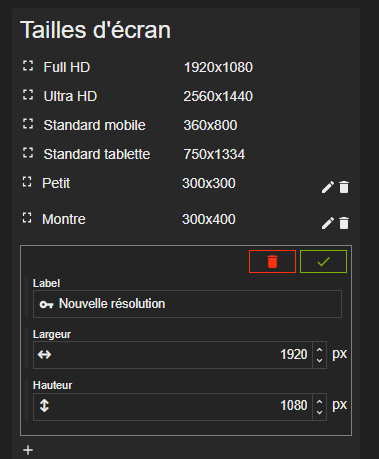 Tailles d'écran
Full HD 1920x1080
Ultra HD 2560x1440
Standard mobile 360x800
Standard tablette 750x1334
Petit 300x300
Montre 300x400
Label
Nouvelle résolution
Largeur
1920 px
Hauteur
1080 px
+